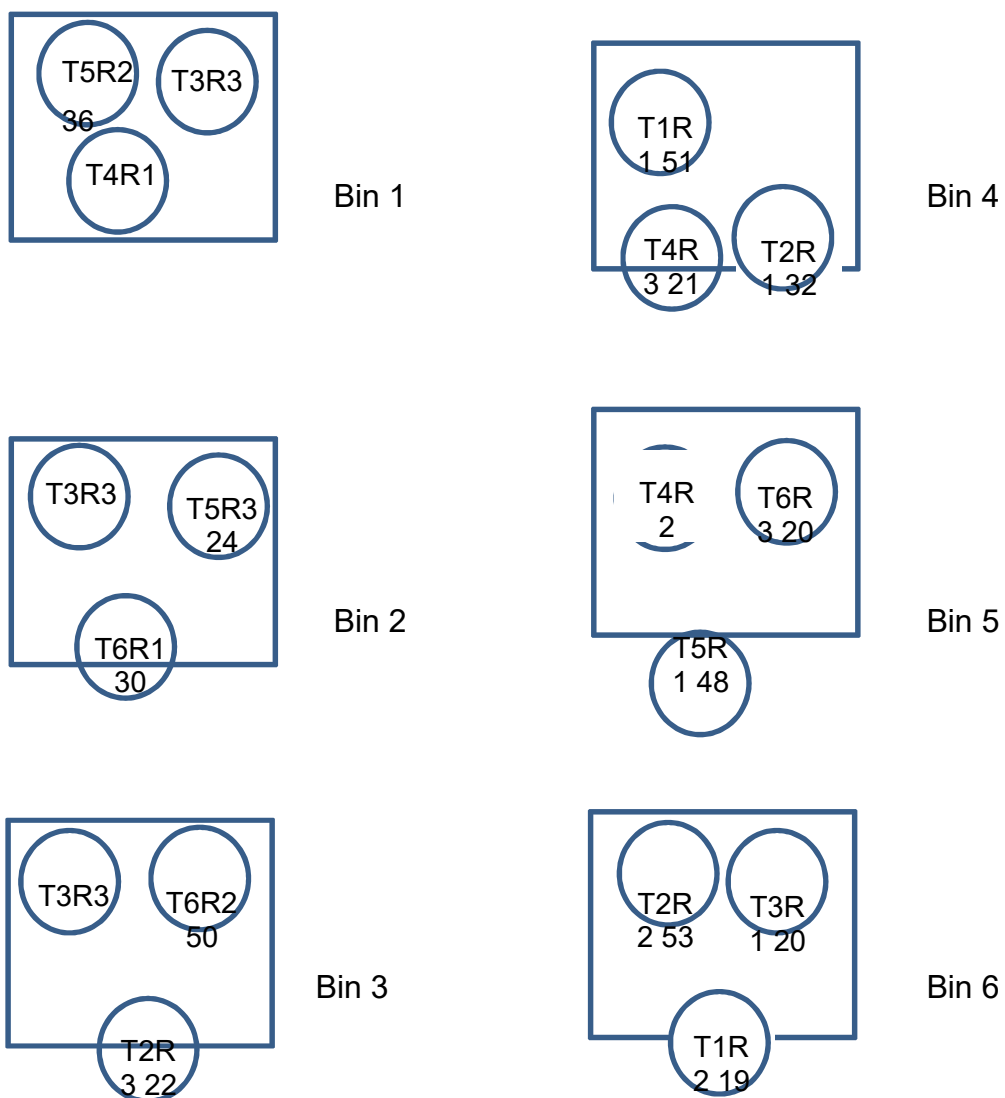 T5R2
36
T3R3
T4R1
Bin 1
T1R
1 51
T4R
3 21
T2R
1 32
Bin 4
T3R3
T5R3
24
T6R1
30
Bin 2
T4R
2
T6R
3 20
T5R
1 48
Bin 5
T3R3
T6R2
50
T2R
3 22
Bin 3
T2R
2 53
T3R
1 20
T1R
2 19
Bin 6